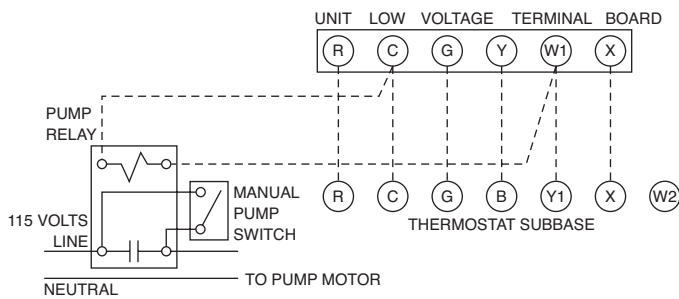 UNIT LOW VOLTAGE TERMINAL BOARD
R C G Y W1 X
PUMP
RELAY
R C G B Y1 X W2
THERMOSTAT SUBBASE
MANUAL
PUMP
SWITCH
115 VOLTS
LINE
TO PUMP MOTOR
NEUTRAL